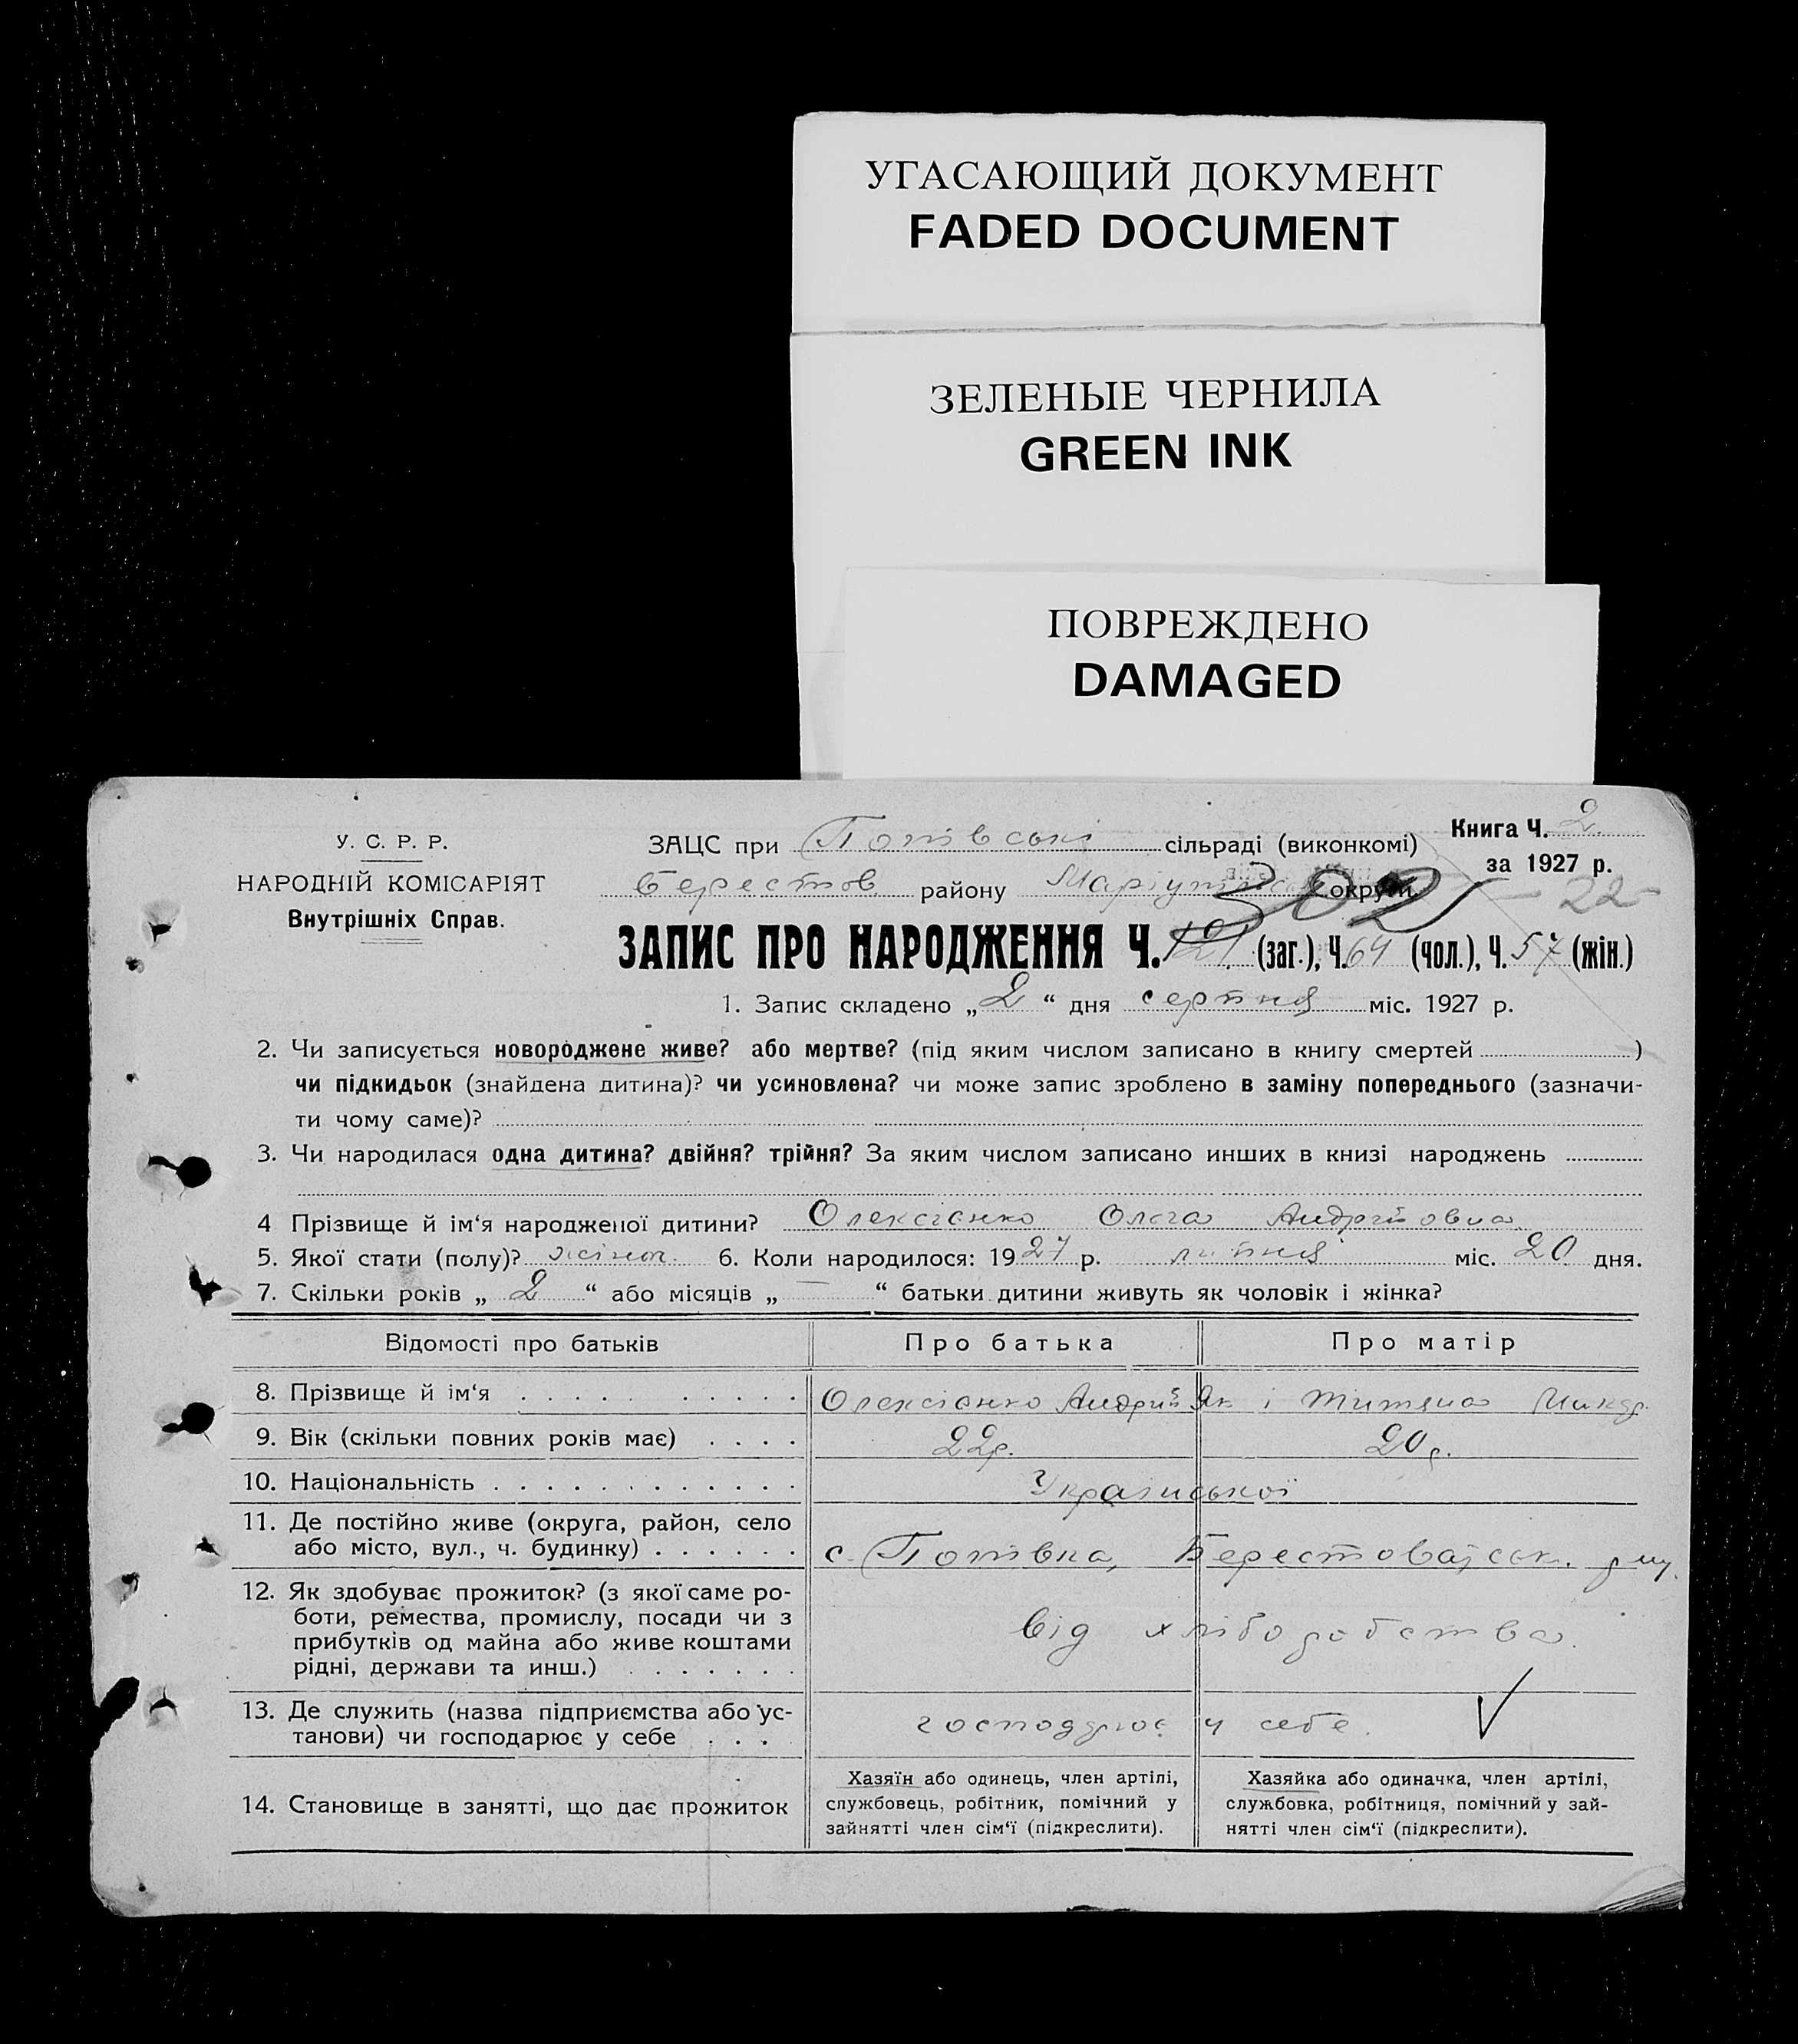 УГАСАЮЩИЙ ДОКУМЕНТ
FADED DOCUMENT
ЗЕЛЕНЫЕ ЧЕРНИЛА
GREEN INK
ПОВРЕЖДЕНО
DAMAGED
У. С. Р. Р.
НАРОДНІЙ КОМІСАРІЯТ
Внутрішніх Справ.
Книга Ч. 2
за 1927 р.
ЗАЦС при Попівські сільраді (виконкомі)
Берестов. району округи
302 - 22 -
ЗАПИС ПРО НАРОДЖЕННЯ Ч. 121 (заг.), Ч. 64 (чол.), Ч. 57 (жін.)
1. Запис складено „ 2 “ дня серпня міс. 1927 р.
2. Чи записується новороджене живе? або мертве? (під яким числом записано в книгу смертей )
чи підкидьок (знайдена дитина)? чи усиновлена? чи може запис зроблено в заміну попереднього (зазначи-
ти чому саме)?
3. Чи народилася одна дитина? двійня? трійня? За яким числом записано инших в книзі народжень
4 Прізвище й ім‘я народженої дитини? Олексієнко Ольга Андріївна
5. Якої стати (полу)? жіноч. 6. Коли народилося: 1927 р. липня міс. 20 дня.
7. Скільки років „ 2 “ або місяців „ — “ батьки дитини живуть як чоловік і жінка?
Відомості про батьків Про батька Про матір
8. Прізвище й ім‘я Олексієнко Андрій Як і
9. Вік (скільки повних років має) 22р. 20р.
10. Національність Української
11. Де постійно живе (округа, район, село
або місто, вул., ч. будинку) с. Попівка,
12. Як здобуває прожиток? (з якої саме ро-
боти, ремества, промислу, посади чи з
прибутків од майна або живе коштами
рідні, держави та инш.) від хліборобства.
13. Де служить (назва підприємства або ус-
танови) чи господарює у себе господарює у себе.
14. Становище в занятті, що дає прожиток
Хазяїн або одинець, член артілі,
службовець, робітник, помічний у
зайнятті член сім‘ї (підкреслити).
Хазяйка або одиначка, член артілі,
службовка, робітниця, помічний у зай-
нятті член сім‘ї (підкреслити).